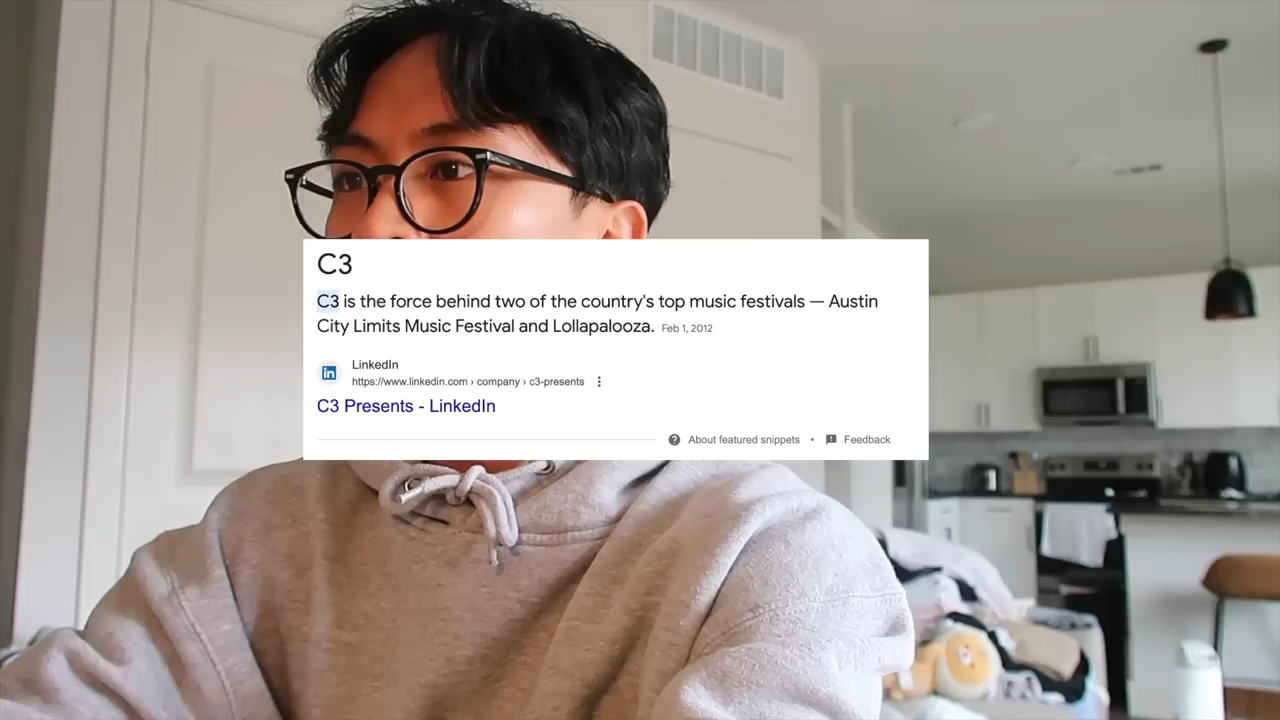 C3
C3 is the force behind two of the country's top music festivals — Austin
City Limits Music Festival and Lollapalooza. Feb 1, 2012
in
LinkedIn
https://www.linkedin.com › company › c3-presents
C3 Presents - LinkedIn
About featured snippets • Feedback